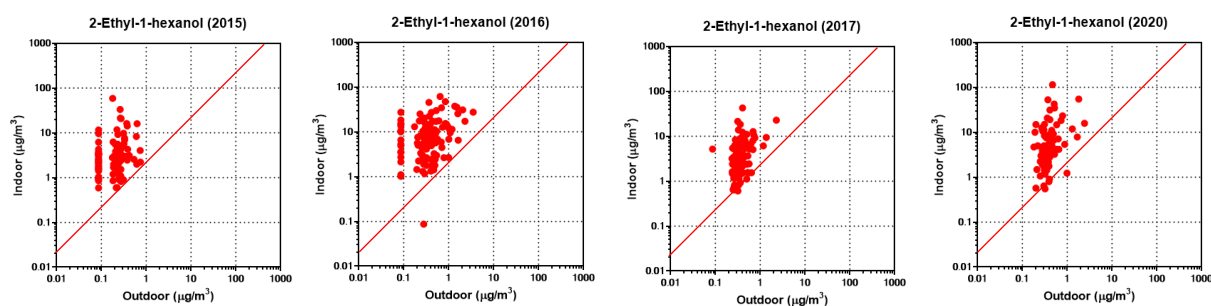 2-Ethyl-1-hexanol (2015)
Indoor (µg/m³)
1000
100
10
1
0.1
0.01
0.01 0.1 1 10 100 1000
Outdoor (µg/m³)
2-Ethyl-1-hexanol (2016)
Indoor (µg/m³)
1000
100
10
1
0.1
0.01
0.01 0.1 1 10 100 1000
Outdoor (µg/m³)
2-Ethyl-1-hexanol (2017)
Indoor (µg/m³)
1000
100
10
1
0.1
0.01
0.01 0.1 1 10 100 1000
Outdoor (µg/m³)
2-Ethyl-1-hexanol (2020)
Indoor (µg/m³)
1000
100
10
1
0.1
0.01
0.01 0.1 1 10 100 1000
Outdoor (µg/m³)